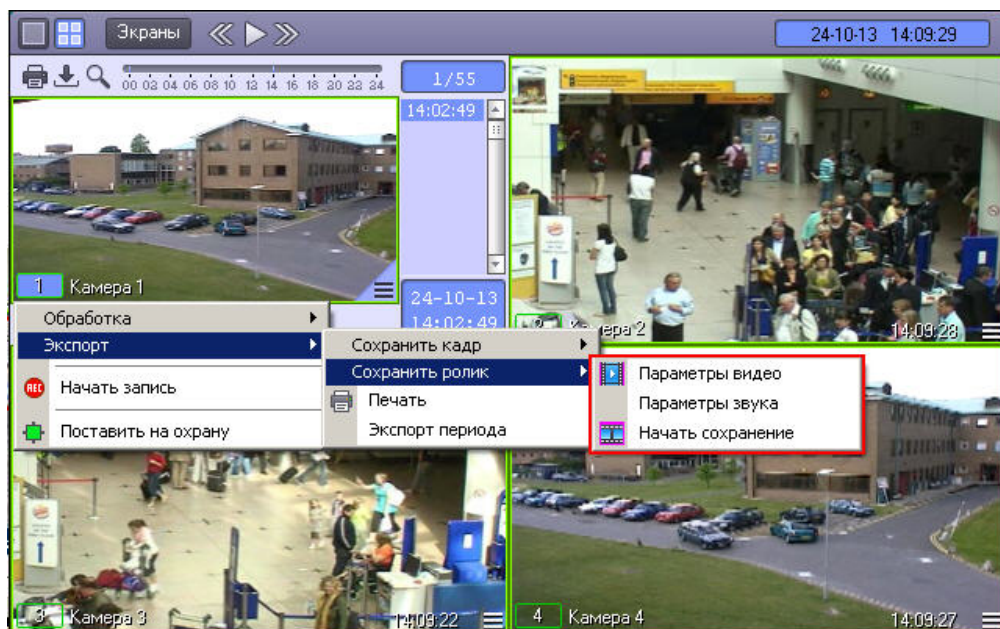 Экраны
24-10-13 14:09:29
00 02 04 06 08 10 12 14 16 18 20 22 24
1/55
14:02:49
1 Камера 1
24-10-13
14:02:49
2 Камера 2
14:09:28
Обработка
Экспорт
Начать запись
REC
Поставить на охрану
Сохранить кадр
Сохранить ролик
Печать
Экспорт периода
Параметры видео
Параметры звука
Начать сохранение
3 Камера 3
14:09:22
4 Камера 4
14:09:27